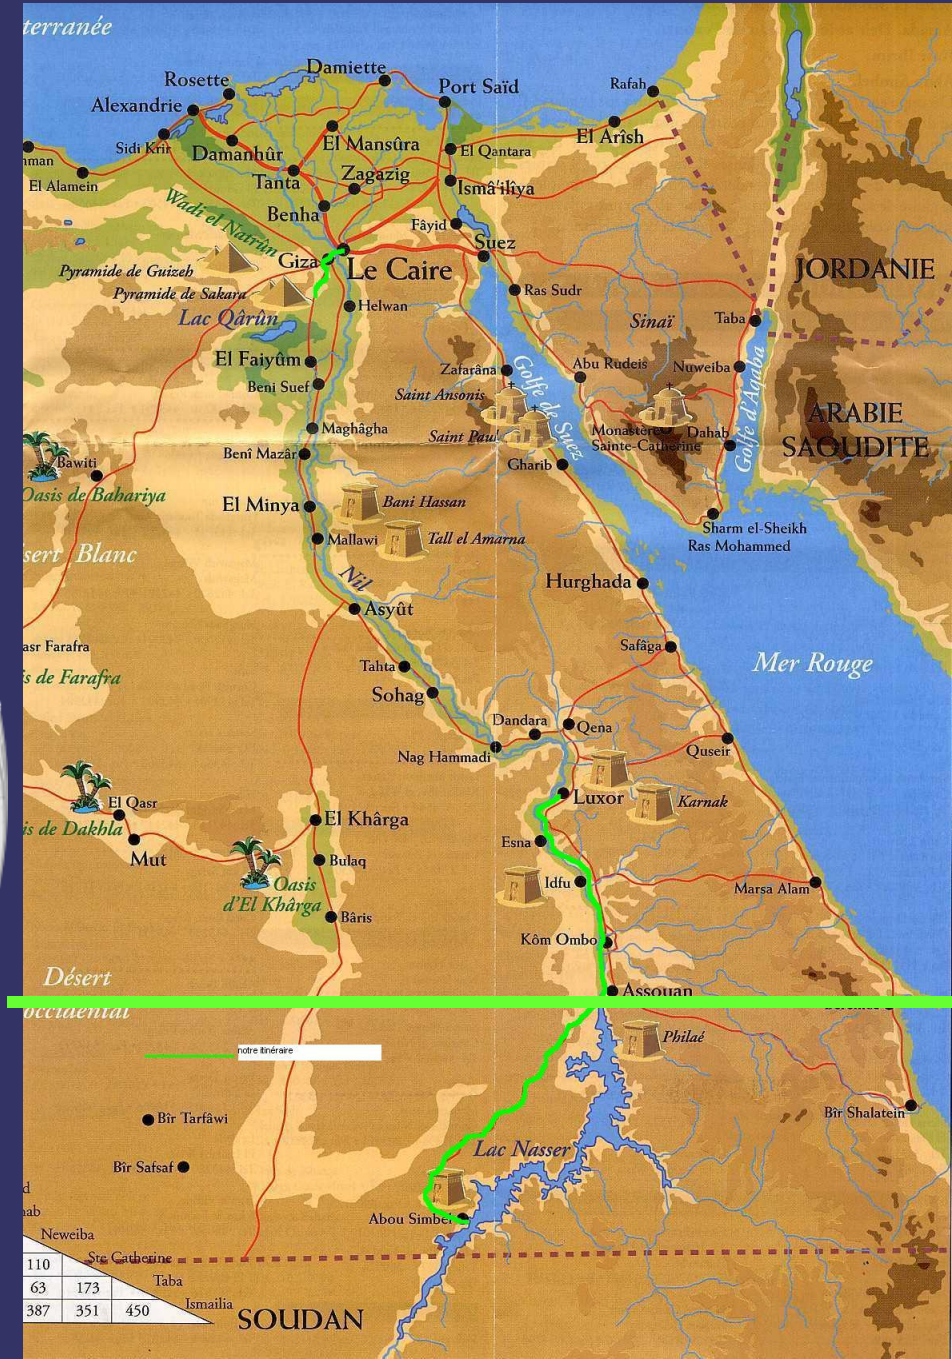 terranée
Damiette
Rosette
Port Saïd
Rafah
Alexandrie
El Arîsh
Sidi Krir
Damanhûr
El Mansûra
El Qantara
El Alamein
Tanta
Zagazig
Ismâ'ilîya
Wadi el Natrûn
Benha
Fâyid
Suez
Giza
Le Caire
Pyramide de Guizeh
JORDANIE
Pyramide de Sakara
Ras Sudr
Helwan
Lac Qârûn
Sinaï
Taba
El Faiyûm
Zafarâna
Golfe de Suez
Abu Rudeis
Nuweiba
Golfe d'Aqaba
Beni Suef
Saint Ansonis
ARABIE
SAOUDITE
Maghâgha
Saint Paul
Monastère
Sainte-Catherine
Dahab
Benî Mazâr
Gharib
Bawiti
Oasis de Bahariya
El Minya
Bani Hassan
Sharm el-Sheikh
Ras Mohammed
Mallawi
Tall el Amarna
sert Blanc
Nil
Hurghada
Asyût
asr Farafra
Safâga
is de Farafra
Tahta
Mer Rouge
Sohag
Dandara
Qena
Nag Hammadi
Quseir
El Qasr
Luxor
Karnak
is de Dakhla
El Khârga
Mut
Esna
Bulaq
Oasis
d'El Khârga
Idfu
Marsa Alam
Bâris
Kôm Ombo
Désert
Assouan
occidental
Philaé
notre itinéraire
Bîr Shalatein
Bîr Tarfâwi
Lac Nasser
Bîr Safsaf
Abou Simbel
Neweiba
Ste Catherine
110
Taba
63 173
Ismailia
387 351 450
SOUDAN